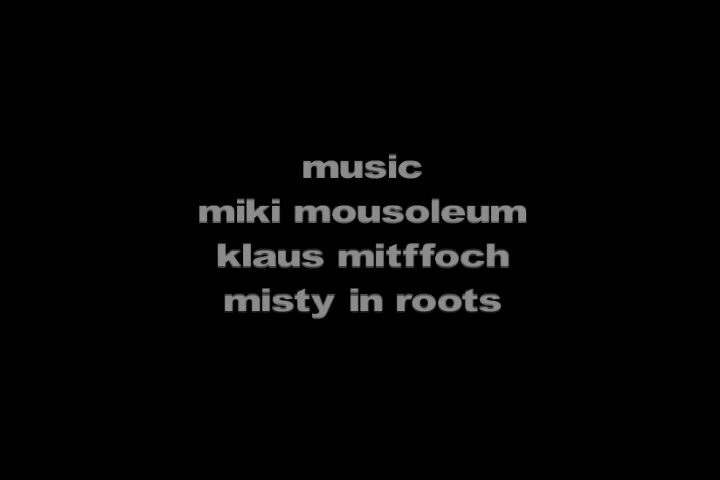 music
miki mousoleum
klaus mitffoch
misty in roots